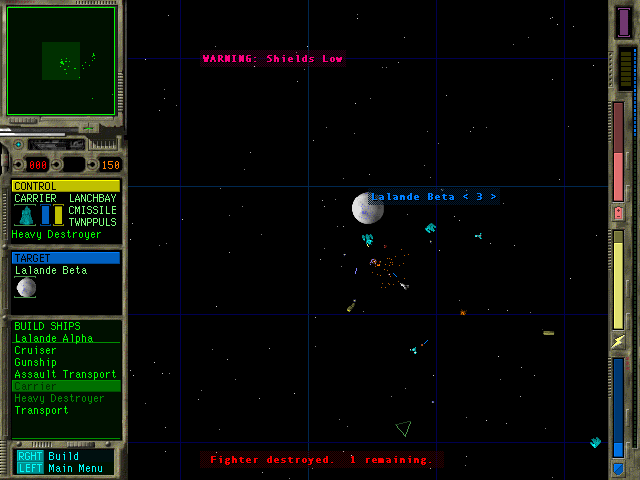 WARNING: Shields Low
000
150
CONTROL
CARRIER LANCHBAY
CMISSILE
TWNPPULS
Heavy Destroyer
TARGET
Lalande Beta
Lalande Beta < 3 >
BUILD SHIPS
Lalande Alpha
Cruiser
Gunship
Assault Transport
Carrier
Heavy Destroyer
Transport
RGHT Build
LEFT Main Menu
Fighter destroyed. 1 remaining.